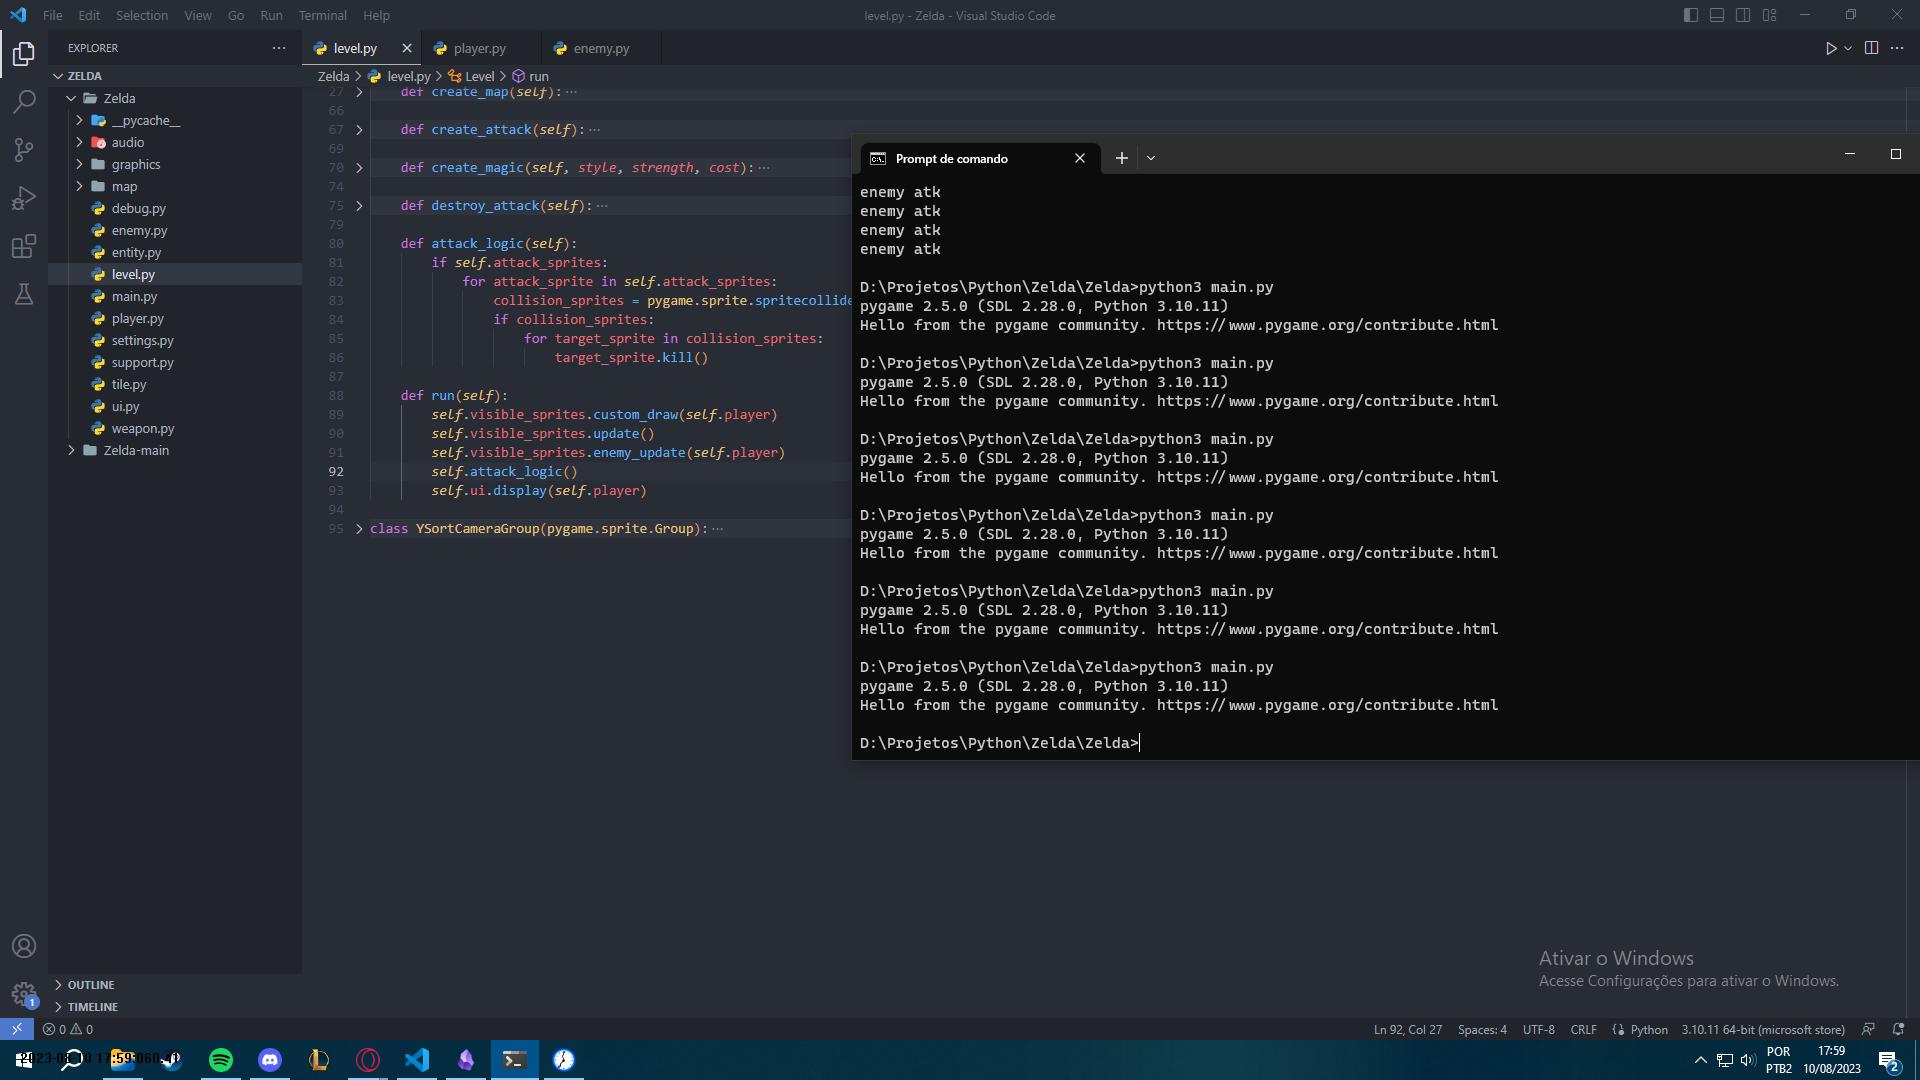 File Edit Selection View Go Run Terminal Help
level.py - Zelda - Visual Studio Code
EXPLORER
ZELDA
Zelda
__pycache__
audio
graphics
map
debug.py
enemy.py
entity.py
level.py
main.py
player.py
settings.py
support.py
tile.py
ui.py
weapon.py
Zelda-main
OUTLINE
TIMELINE
level.py player.py enemy.py
Zelda > level.py > Level > run
27 def create_map(self):
66
67 def create_attack(self):
69
70 def create_magic(self, style, strength, cost):
74
75 def destroy_attack(self):
79
80 def attack_logic(self):
81 if self.attack_sprites:
82 for attack_sprite in self.attack_sprites:
83 collision_sprites = pygame.sprite.spritecollide
84 if collision_sprites:
85 for target_sprite in collision_sprites:
86 target_sprite.kill()
87
88 def run(self):
89 self.visible_sprites.custom_draw(self.player)
90 self.visible_sprites.update()
91 self.visible_sprites.enemy_update(self.player)
92 self.attack_logic()
93 self.ui.display(self.player)
94
95 class YSortCameraGroup(pygame.sprite.Group):
Prompt de comando
enemy atk
enemy atk
enemy atk
enemy atk
D:\Projetos\Python\Zelda\Zelda>python3 main.py
pygame 2.5.0 (SDL 2.28.0, Python 3.10.11)
Hello from the pygame community. https://www.pygame.org/contribute.html
D:\Projetos\Python\Zelda\Zelda>python3 main.py
pygame 2.5.0 (SDL 2.28.0, Python 3.10.11)
Hello from the pygame community. https://www.pygame.org/contribute.html
D:\Projetos\Python\Zelda\Zelda>python3 main.py
pygame 2.5.0 (SDL 2.28.0, Python 3.10.11)
Hello from the pygame community. https://www.pygame.org/contribute.html
D:\Projetos\Python\Zelda\Zelda>python3 main.py
pygame 2.5.0 (SDL 2.28.0, Python 3.10.11)
Hello from the pygame community. https://www.pygame.org/contribute.html
D:\Projetos\Python\Zelda\Zelda>python3 main.py
pygame 2.5.0 (SDL 2.28.0, Python 3.10.11)
Hello from the pygame community. https://www.pygame.org/contribute.html
D:\Projetos\Python\Zelda\Zelda>python3 main.py
pygame 2.5.0 (SDL 2.28.0, Python 3.10.11)
Hello from the pygame community. https://www.pygame.org/contribute.html
D:\Projetos\Python\Zelda\Zelda>
Ativar o Windows
Acesse Configurações para ativar o Windows.
1
0 0
Ln 92, Col 27 Spaces: 4 UTF-8 CRLF Python 3.10.11 64-bit (microsoft store)
POR
PTB2
17:59
10/08/2023
2